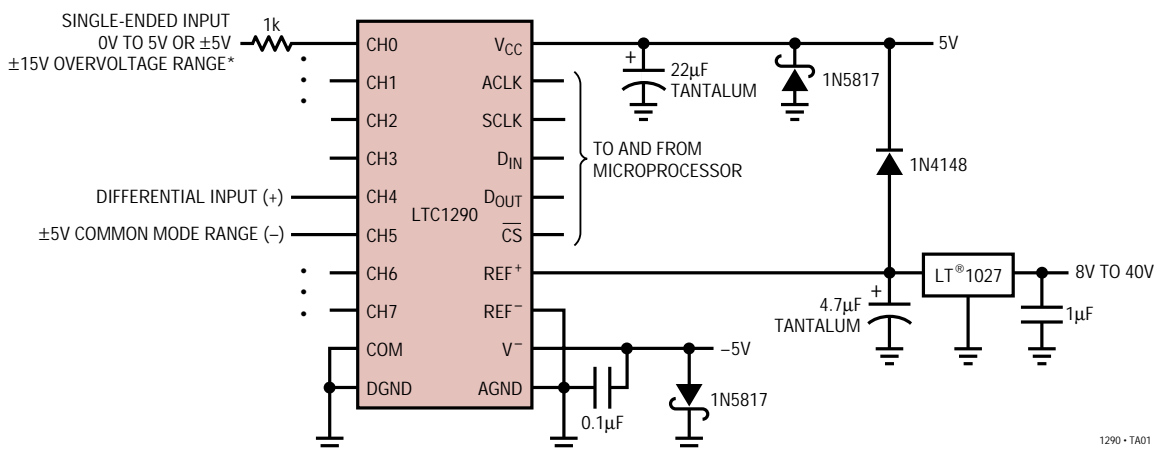 SINGLE-ENDED INPUT
0V TO 5V OR ±5V
±15V OVERVOLTAGE RANGE*
1k
DIFFERENTIAL INPUT (+)
±5V COMMON MODE RANGE (–)
CH0
CH1
CH2
CH3
CH4
CH5
CH6
CH7
COM
DGND
LTC1290
VCC
ACLK
SCLK
DIN
DOUT
C̅S̅
REF+
REF–
V–
AGND
TO AND FROM
MICROPROCESSOR
+
22µF
TANTALUM
1N5817
5V
1N4148
+
4.7µF
TANTALUM
LT®1027
8V TO 40V
1µF
–5V
0.1µF
1N5817
1290 • TA01